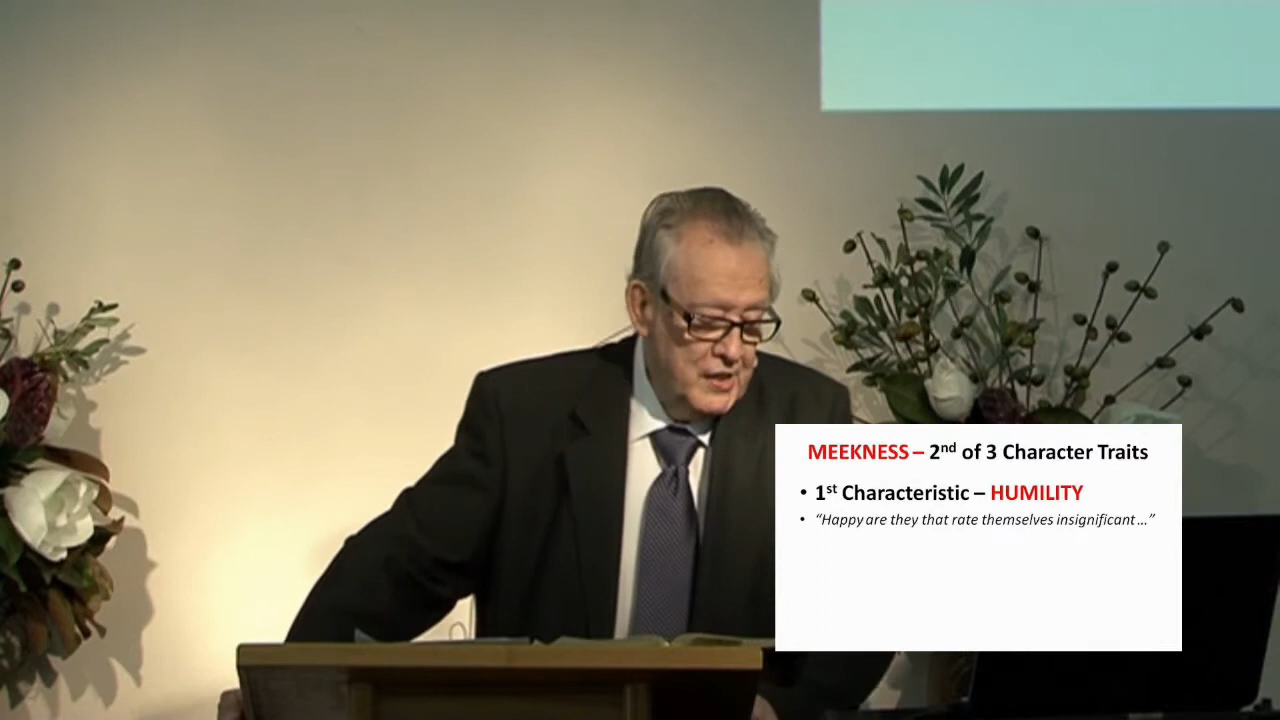 MEEKNESS – 2nd of 3 Character Traits
• 1st Characteristic – HUMILITY
• “Happy are they that rate themselves insignificant …”